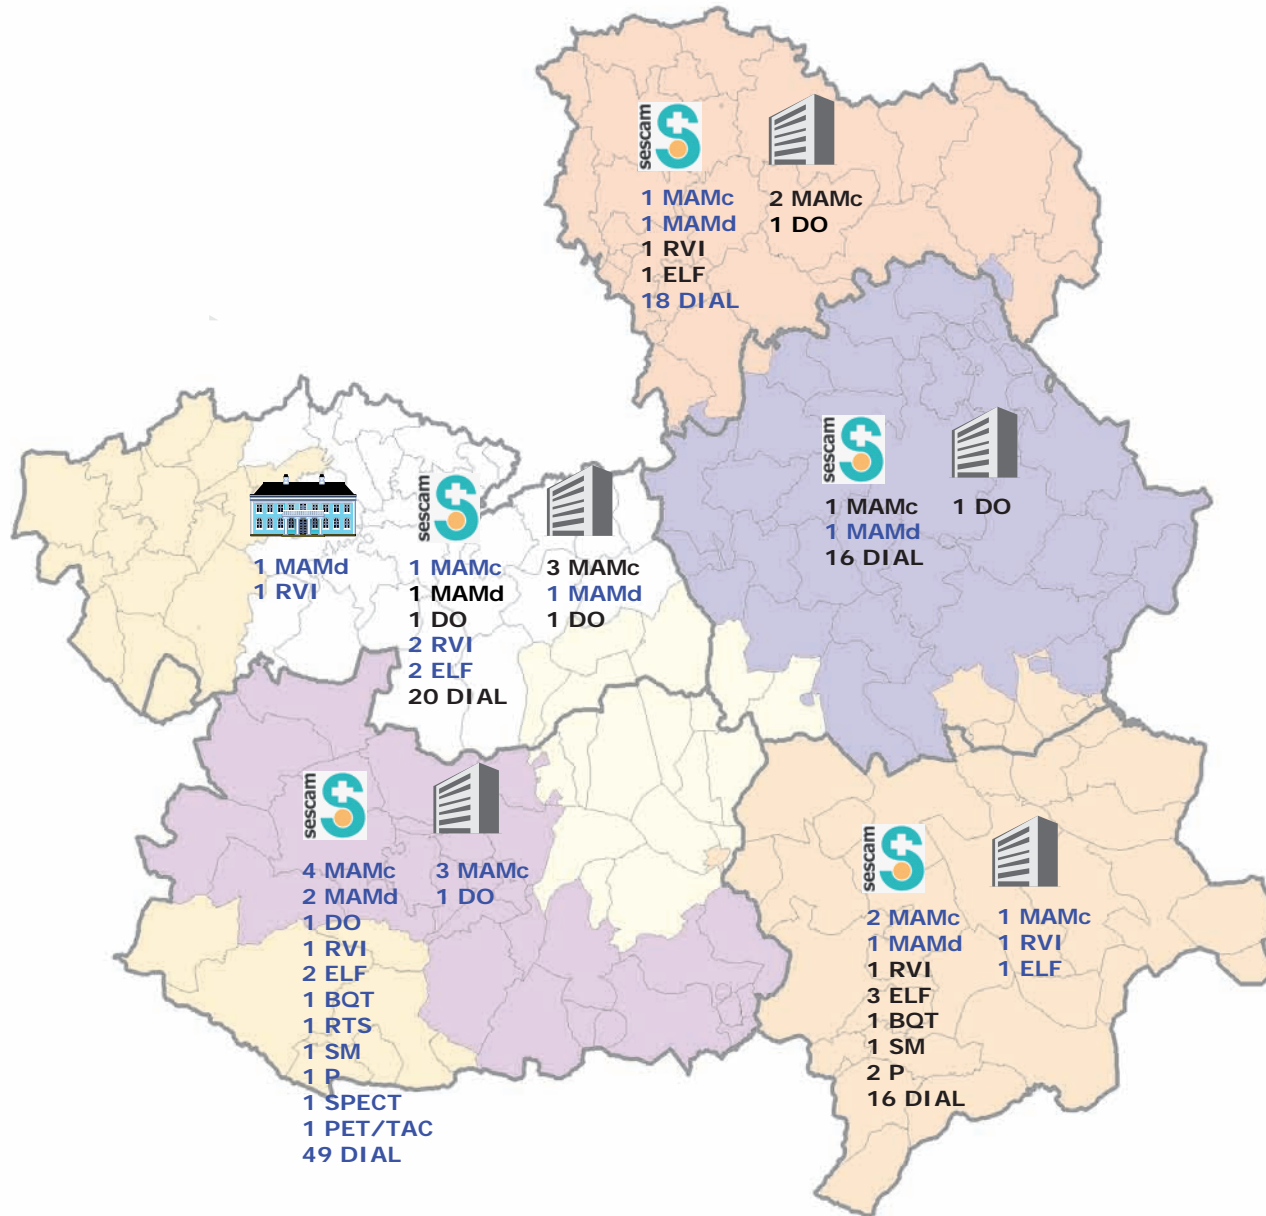 sescam
1 MAMc
1 MAMd
1 RVI
1 ELF
18 DIAL
2 MAMc
1 DO
sescam
1 MAMc
1 MAMd
16 DIAL
1 DO
1 MAMd
1 RVI
sescam
1 MAMc
1 MAMd
1 DO
2 RVI
2 ELF
20 DIAL
3 MAMc
1 MAMd
1 DO
sescam
4 MAMc
2 MAMd
1 DO
1 RVI
2 ELF
1 BQT
1 RTS
1 SM
1 P
1 SPECT
1 PET/TAC
49 DIAL
3 MAMc
1 DO
sescam
2 MAMc
1 MAMd
1 RVI
3 ELF
1 BQT
1 SM
2 P
16 DIAL
1 MAMc
1 RVI
1 ELF